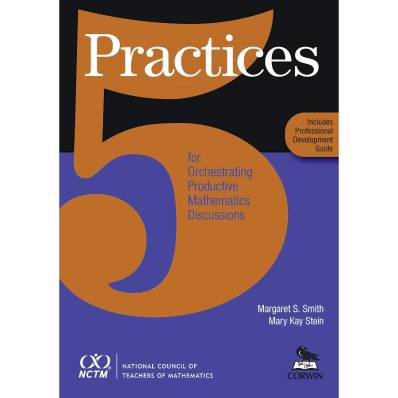 5 Practices
Includes
Professional
Development
Guide
for
Orchestrating
Productive
Mathematics
Discussions
Margaret S. Smith
Mary Kay Stein
NCTM
NATIONAL COUNCIL OF
TEACHERS OF MATHEMATICS
CORWIN